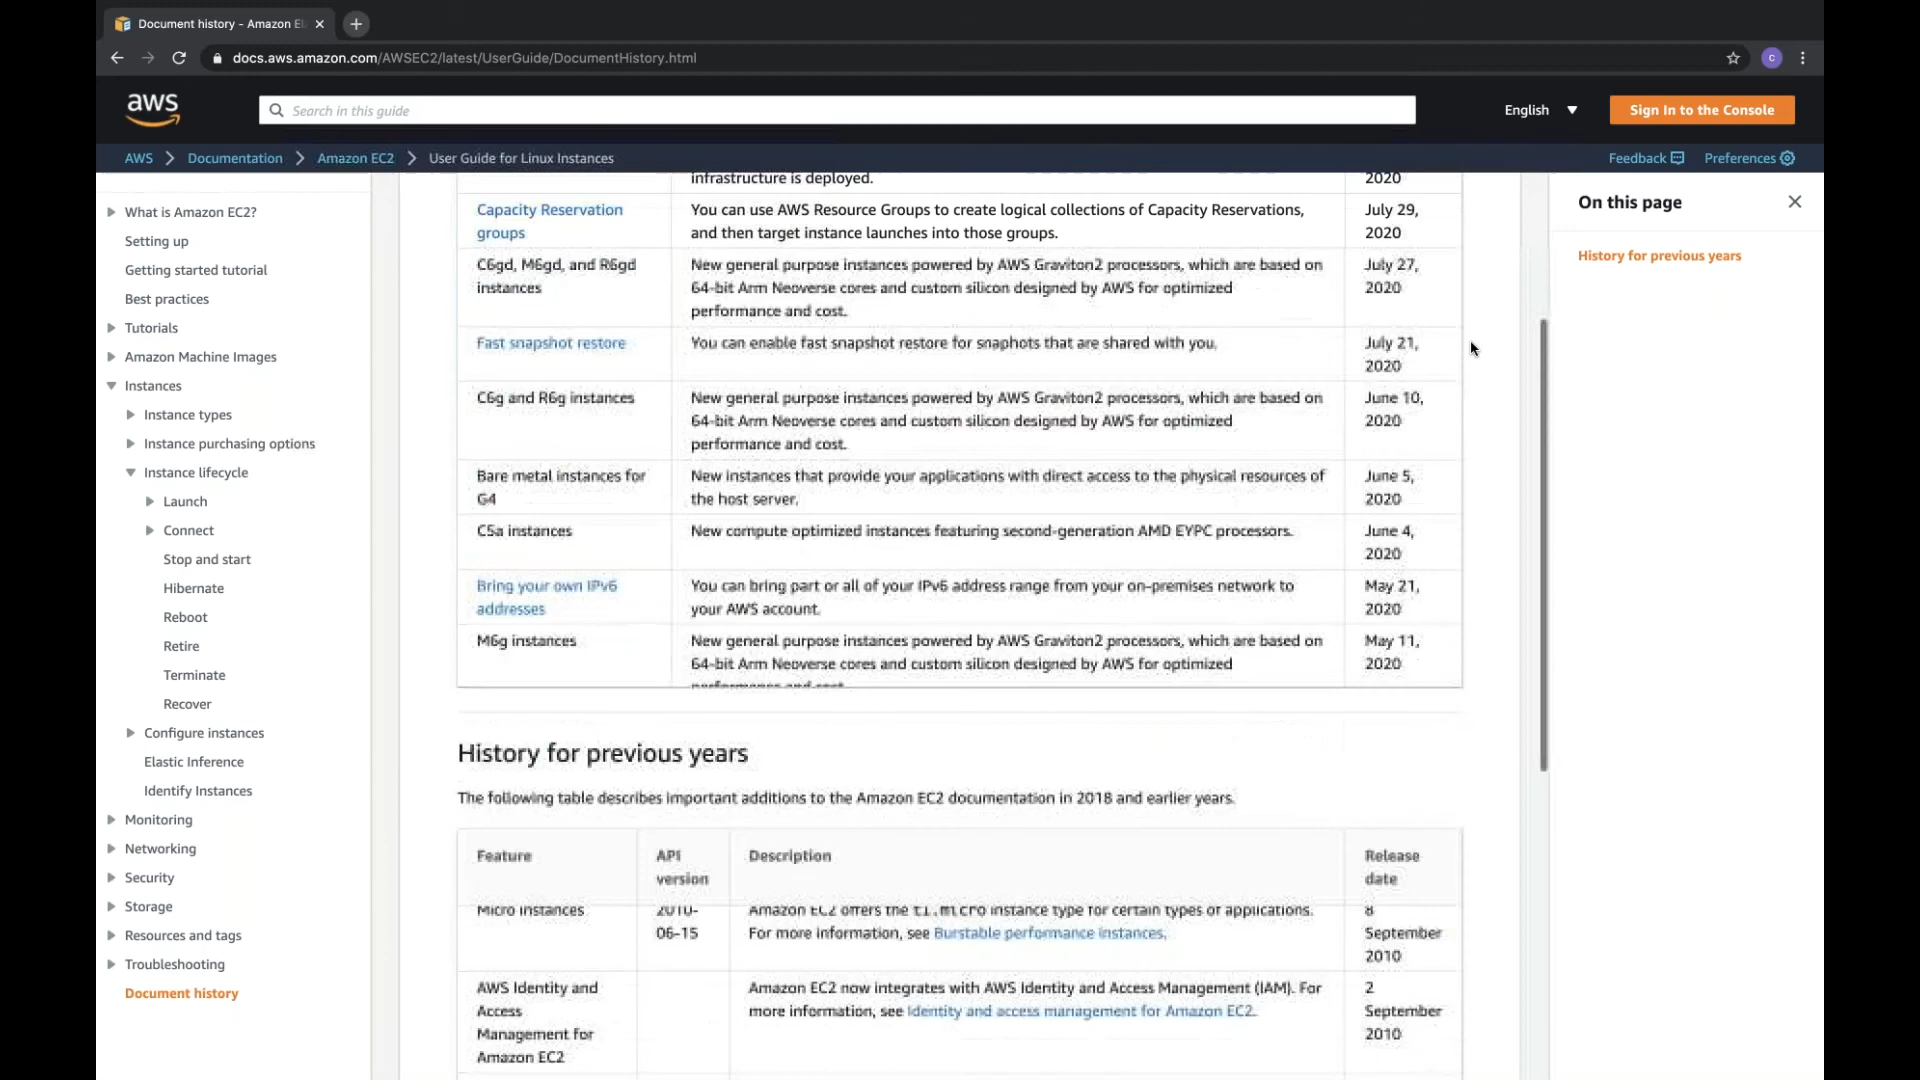 Document history - Amazon E
docs.aws.amazon.com/AWSEC2/latest/UserGuide/DocumentHistory.html
C
aws
Search in this guide
English
Sign In to the Console
AWS
Documentation
Amazon EC2
User Guide for Linux Instances
Feedback
Preferences
What is Amazon EC2?
Setting up
Getting started tutorial
Best practices
Tutorials
Amazon Machine Images
Instances
Instance types
Instance purchasing options
Instance lifecycle
Launch
Connect
Stop and start
Hibernate
Reboot
Retire
Terminate
Recover
Configure instances
Elastic Inference
Identify Instances
Monitoring
Networking
Security
Storage
Resources and tags
Troubleshooting
Document history
infrastructure is deployed.
2020
Capacity Reservation
groups
You can use AWS Resource Groups to create logical collections of Capacity Reservations,
and then target instance launches into those groups.
July 29,
2020
C6gd, M6gd, and R6gd
instances
New general purpose instances powered by AWS Graviton2 processors, which are based on
64-bit Arm Neoverse cores and custom silicon designed by AWS for optimized
performance and cost.
July 27,
2020
Fast snapshot restore
You can enable fast snapshot restore for snaphots that are shared with you.
July 21,
2020
C6g and R6g instances
New general purpose instances powered by AWS Graviton2 processors, which are based on
64-bit Arm Neoverse cores and custom silicon designed by AWS for optimized
performance and cost.
June 10,
2020
Bare metal instances for
G4
New instances that provide your applications with direct access to the physical resources of
the host server.
June 5,
2020
C5a instances
New compute optimized instances featuring second-generation AMD EYPC processors.
June 4,
2020
Bring your own IPv6
addresses
You can bring part or all of your IPv6 address range from your on-premises network to
your AWS account.
May 21,
2020
M6g instances
New general purpose instances powered by AWS Graviton2 processors, which are based on
64-bit Arm Neoverse cores and custom silicon designed by AWS for optimized
performance and cost.
May 11,
2020
History for previous years
The following table describes important additions to the Amazon EC2 documentation in 2018 and earlier years.
Feature
API
version
Description
Release
date
Micro instances
2010-
06-15
Amazon EC2 offers the t1.micro instance type for certain types of applications.
For more information, see Burstable performance instances.
8
September
2010
AWS Identity and
Access
Management for
Amazon EC2
Amazon EC2 now integrates with AWS Identity and Access Management (IAM). For
more information, see Identity and access management for Amazon EC2.
2
September
2010
On this page
History for previous years